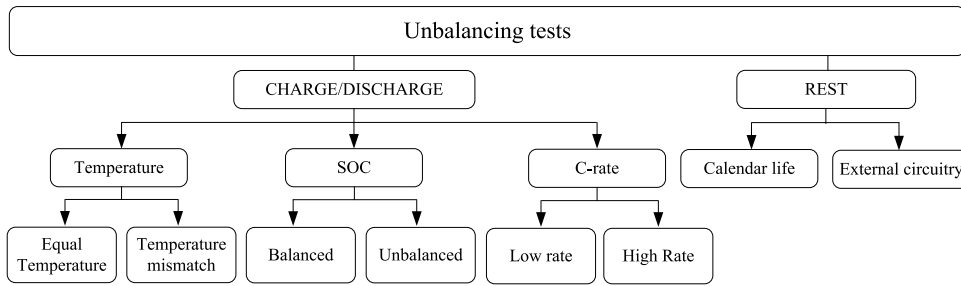 Unbalancing tests
CHARGE/DISCHARGE
REST
Temperature
SOC
C-rate
Calendar life
External circuitry
Equal
Temperature
Temperature
mismatch
Balanced
Unbalanced
Low rate
High Rate